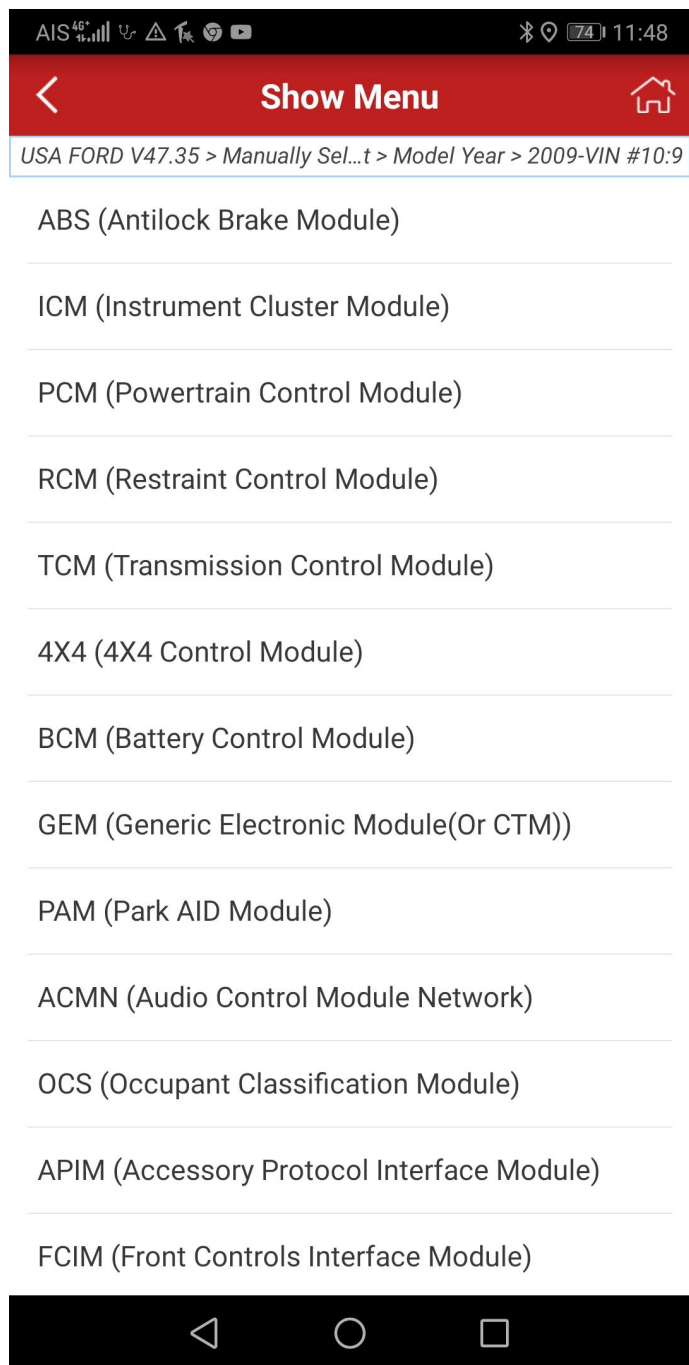 AIS 4G+ 74 11:48
Show Menu
USA FORD V47.35 > Manually Sel...t > Model Year > 2009-VIN #10:9
ABS (Antilock Brake Module)
ICM (Instrument Cluster Module)
PCM (Powertrain Control Module)
RCM (Restraint Control Module)
TCM (Transmission Control Module)
4X4 (4X4 Control Module)
BCM (Battery Control Module)
GEM (Generic Electronic Module(Or CTM))
PAM (Park AID Module)
ACMN (Audio Control Module Network)
OCS (Occupant Classification Module)
APIM (Accessory Protocol Interface Module)
FCIM (Front Controls Interface Module)